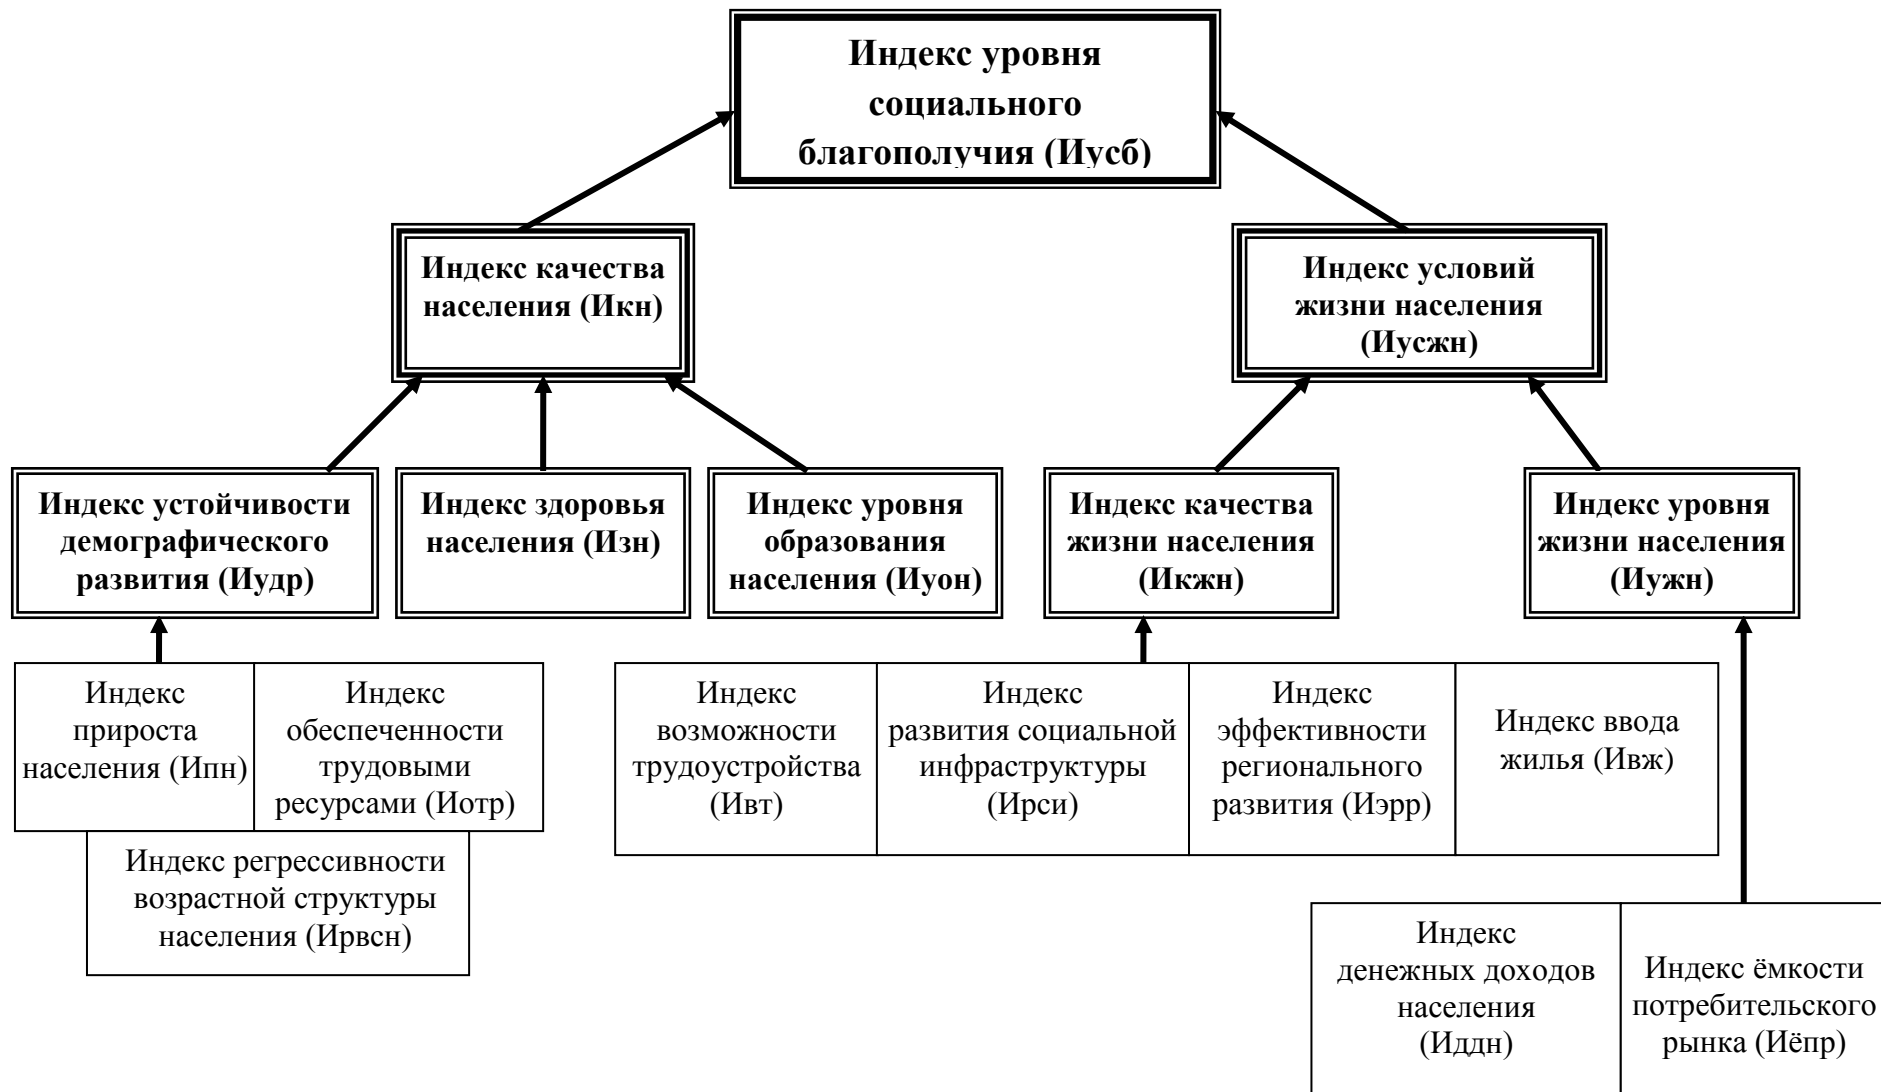 Индекс уровня
социального
благополучия (Иусб)
Индекс качества
населения (Икн)
Индекс условий
жизни населения
(Иусжн)
Индекс устойчивости
демографического
развития (Иудр)
Индекс здоровья
населения (Изн)
Индекс уровня
образования
населения (Иуон)
Индекс качества
жизни населения
(Икжн)
Индекс уровня
жизни населения
(Иужн)
Индекс
прироста
населения (Ипн)
Индекс
обеспеченности
трудовыми
ресурсами (Иотр)
Индекс регрессивности
возрастной структуры
населения (Ирвсн)
Индекс
возможности
трудоустройства
(Ивт)
Индекс
развития социальной
инфраструктуры
(Ирси)
Индекс
эффективности
регионального
развития (Иэрр)
Индекс ввода
жилья (Ивж)
Индекс
денежных доходов
населения
(Иддн)
Индекс ёмкости
потребительского
рынка (Иёпр)